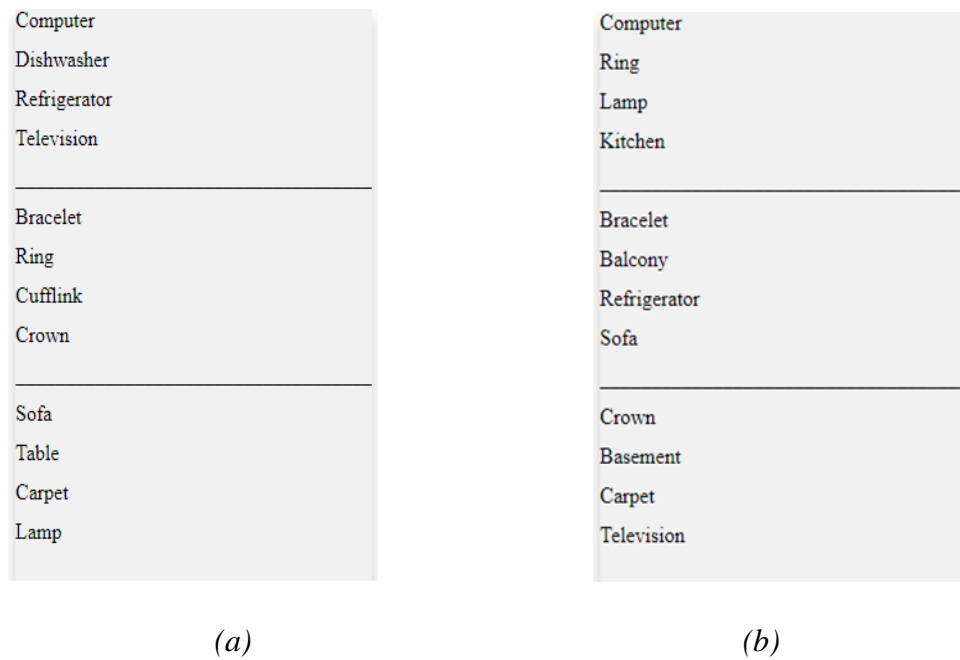 Computer
Dishwasher
Refrigerator
Television
Bracelet
Ring
Cufflink
Crown
Sofa
Table
Carpet
Lamp
(a)
Computer
Ring
Lamp
Kitchen
Bracelet
Balcony
Refrigerator
Sofa
Crown
Basement
Carpet
Television
(b)